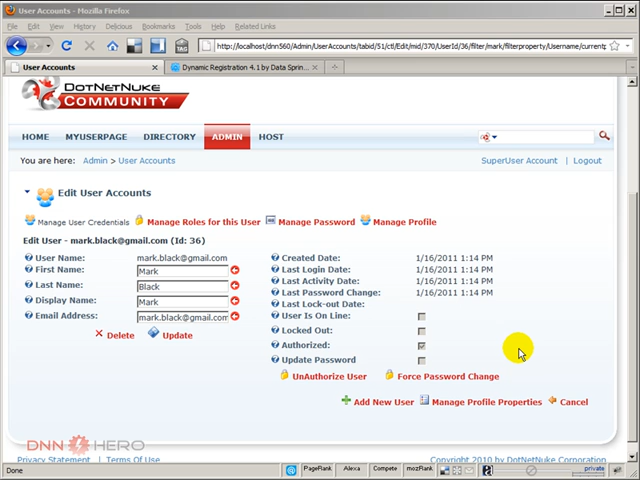 User Accounts - Mozilla Firefox
File Edit View History Delicious Bookmarks Tools Help Related Links
http://localhost/dnn560/Admin/UserAccounts/tabid/51/ctl/Edit/mid/370/UserId/36/filter/mark/filterproperty/Username/currentp
User Accounts
Dynamic Registration 4.1 by Data Sprin...
DOTNETNUKE
COMMUNITY
HOME MYUSERPAGE DIRECTORY ADMIN HOST
You are here: Admin > User Accounts
SuperUser Account | Logout
Edit User Accounts
Manage User Credentials Manage Roles for this User Manage Password Manage Profile
Edit User - mark.black@gmail.com (Id: 36)
User Name: mark.black@gmail.com
First Name: Mark
Last Name: Black
Display Name: Mark
Email Address: mark.black@gmail.com
Delete Update
Created Date: 1/16/2011 1:14 PM
Last Login Date: 1/16/2011 1:14 PM
Last Activity Date: 1/16/2011 1:14 PM
Last Password Change: 1/16/2011 1:14 PM
Last Lock-out Date:
User Is On Line:
Locked Out:
Authorized:
Update Password
UnAuthorize User Force Password Change
Add New User Manage Profile Properties Cancel
DNN HERO
Privacy Statement | Terms Of Use
Copyright 2010 by DotNetNuke Corporation
Done
PageRank Alexa Compete mozRank
private